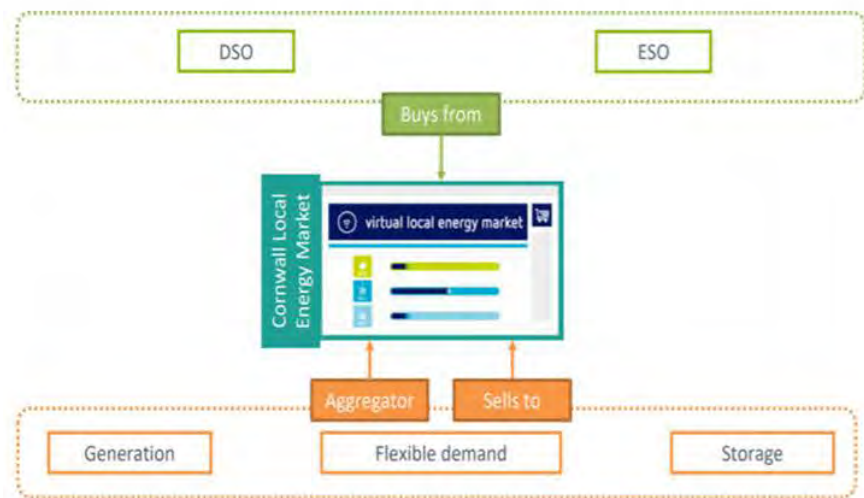 DSO
ESO
Buys from
Cornwall Local
Energy Market
virtual local energy market
Aggregator
Sells to
Generation
Flexible demand
Storage